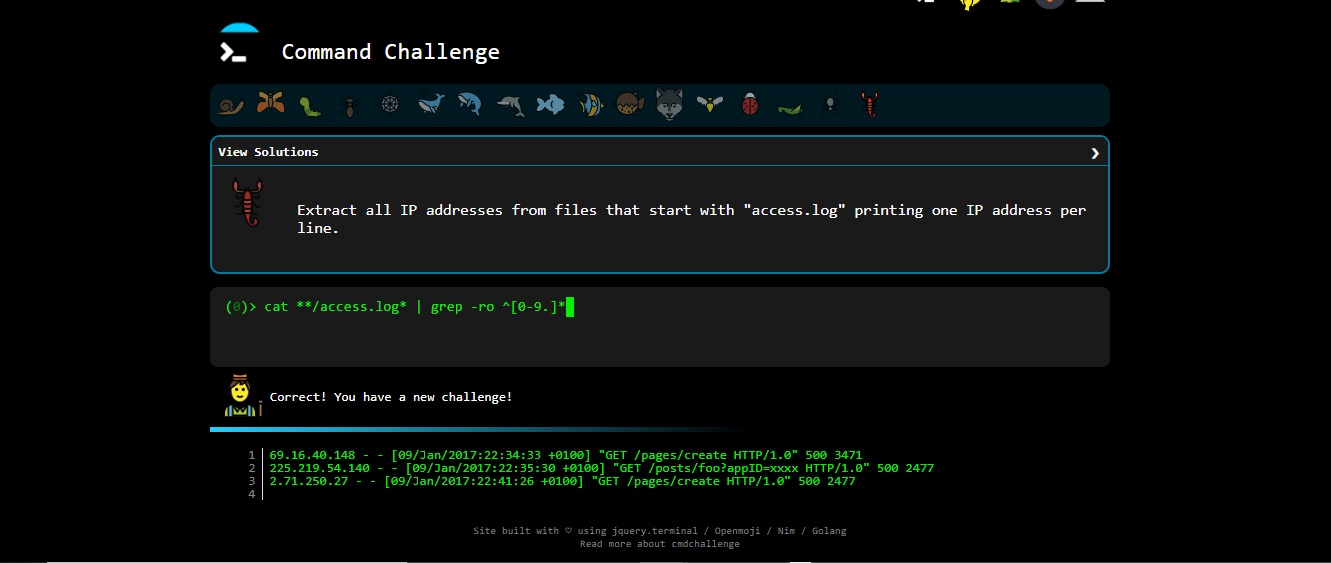 Command Challenge
View Solutions
Extract all IP addresses from files that start with "access.log" printing one IP address per
line.
(0)> cat **/access.log* | grep -ro ^[0-9.]*
Correct! You have a new challenge!
1 69.16.40.148 - - [09/Jan/2017:22:34:33 +0100] "GET /pages/create HTTP/1.0" 500 3471
2 225.219.54.140 - - [09/Jan/2017:22:35:30 +0100] "GET /posts/foo?appID=xxxx HTTP/1.0" 500 2477
3 2.71.250.27 - - [09/Jan/2017:22:41:26 +0100] "GET /pages/create HTTP/1.0" 500 2477
4
Site built with ♡ using jquery.terminal / Openmoji / Nim / Golang
Read more about cmdchallenge